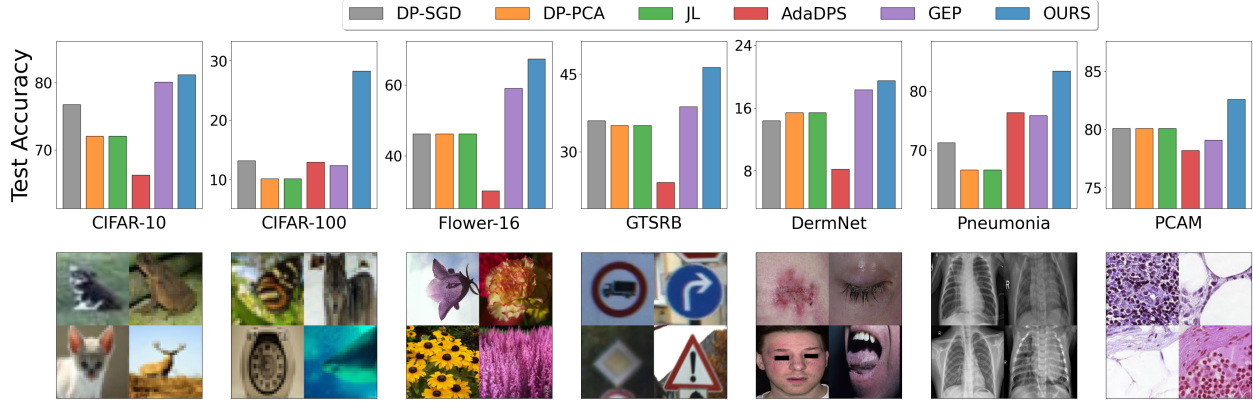 DP-SGD DP-PCA JL AdaDPS GEP OURS
Test Accuracy
80
70
CIFAR-10
30
20
10
CIFAR-100
60
40
Flower-16
45
30
GTSRB
24
16
8
DermNet
80
70
Pneumonia
85
80
75
PCAM
R